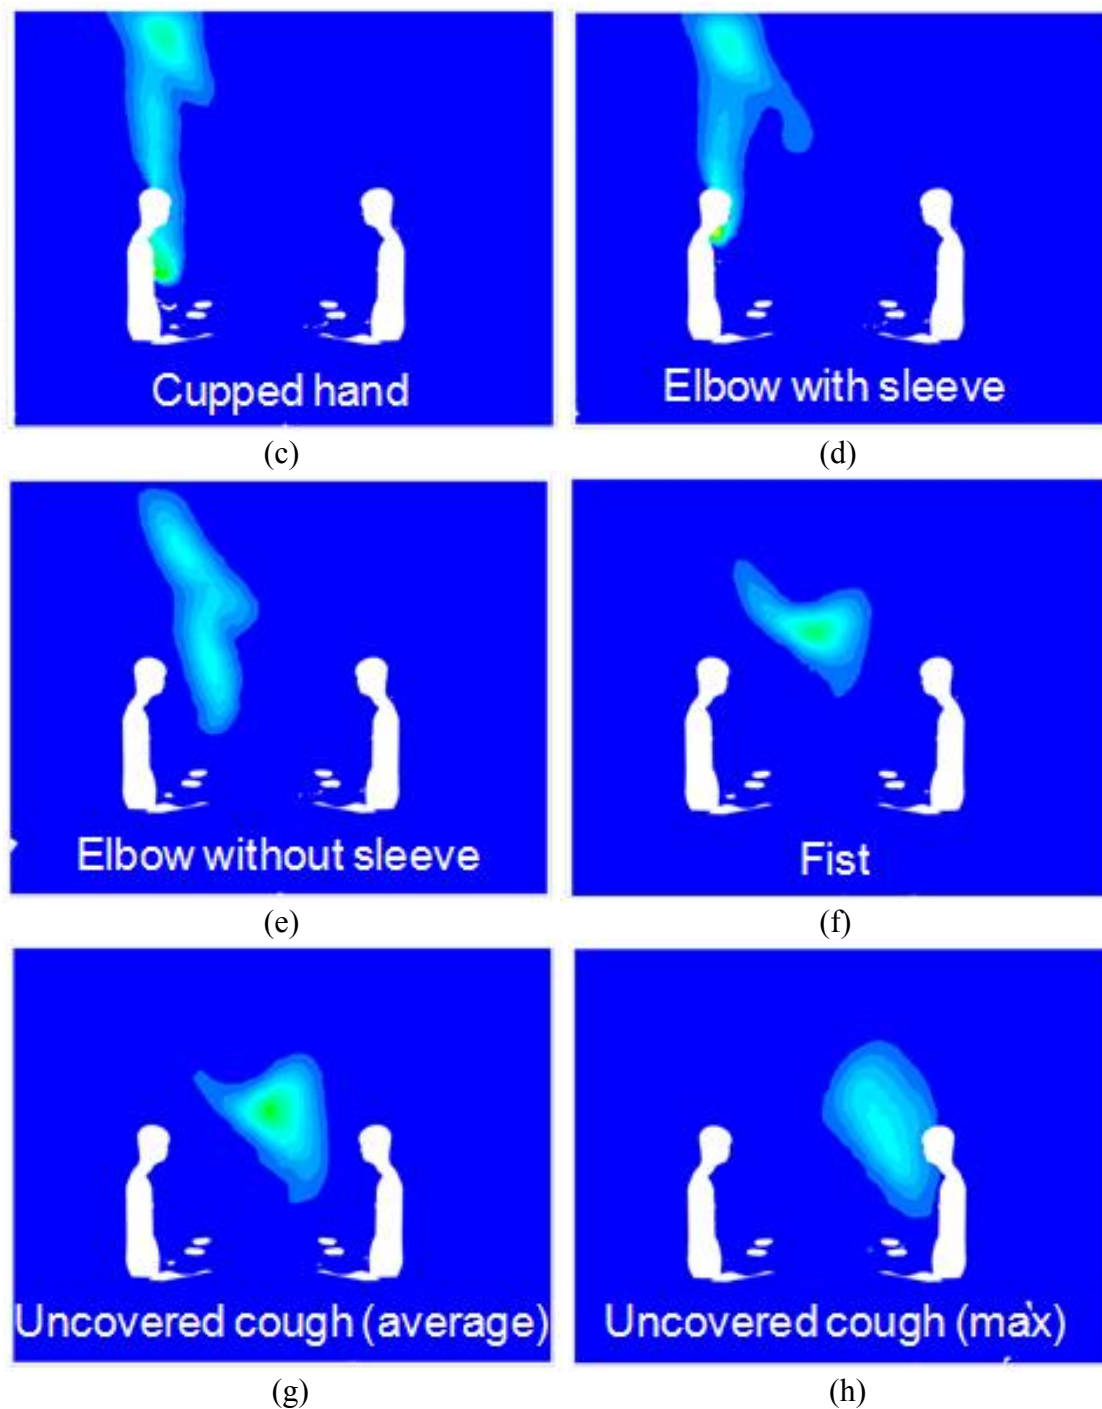 Cupped hand
Elbow with sleeve
(c)
(d)
Elbow without sleeve
Fist
(e)
(f)
Uncovered cough (average)
Uncovered cough (max)
(g)
(h)